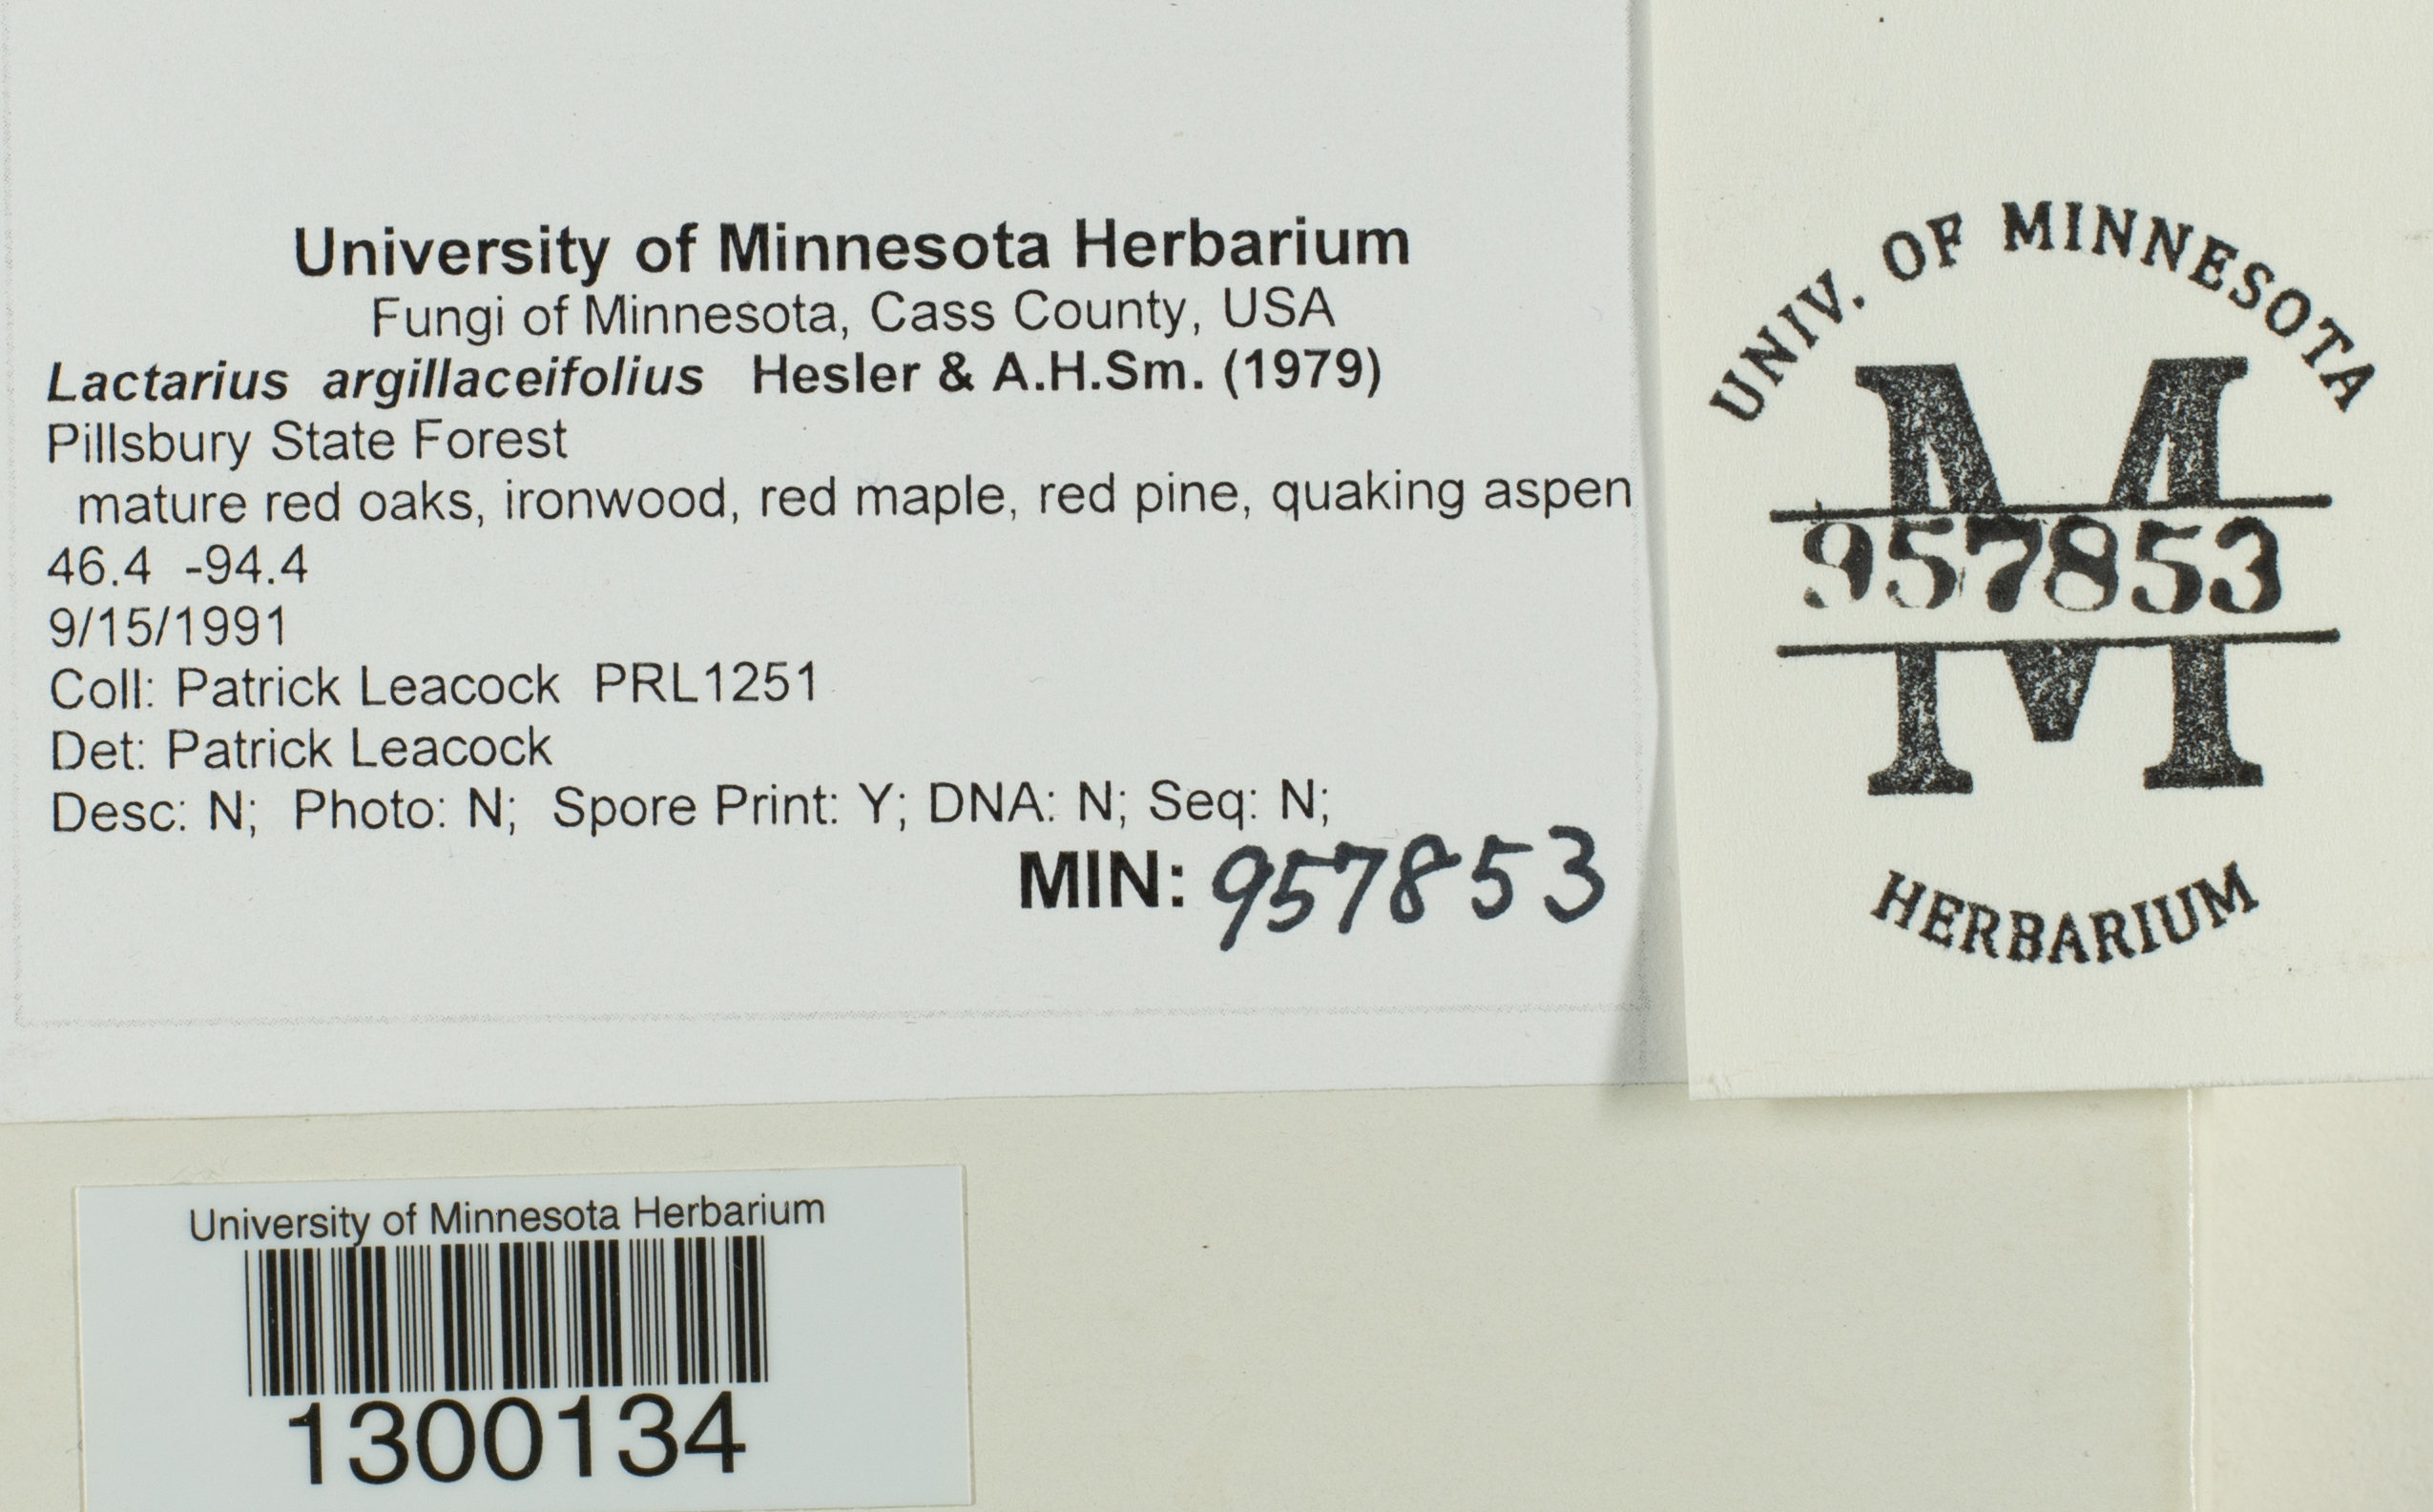 University of Minnesota Herbarium
Fungi of Minnesota, Cass County, USA
Lactarius argillaceifolius Hesler & A.H.Sm. (1979)
Pillsbury State Forest
mature red oaks, ironwood, red maple, red pine, quaking aspen
46.4 -94.4
9/15/1991
Coll: Patrick Leacock PRL1251
Det: Patrick Leacock
Desc: N; Photo: N; Spore Print: Y; DNA: N; Seq: N;
MIN: 957853
UNIV. OF MINNESOTA
M
957853
HERBARIUM
University of Minnesota Herbarium
1300134